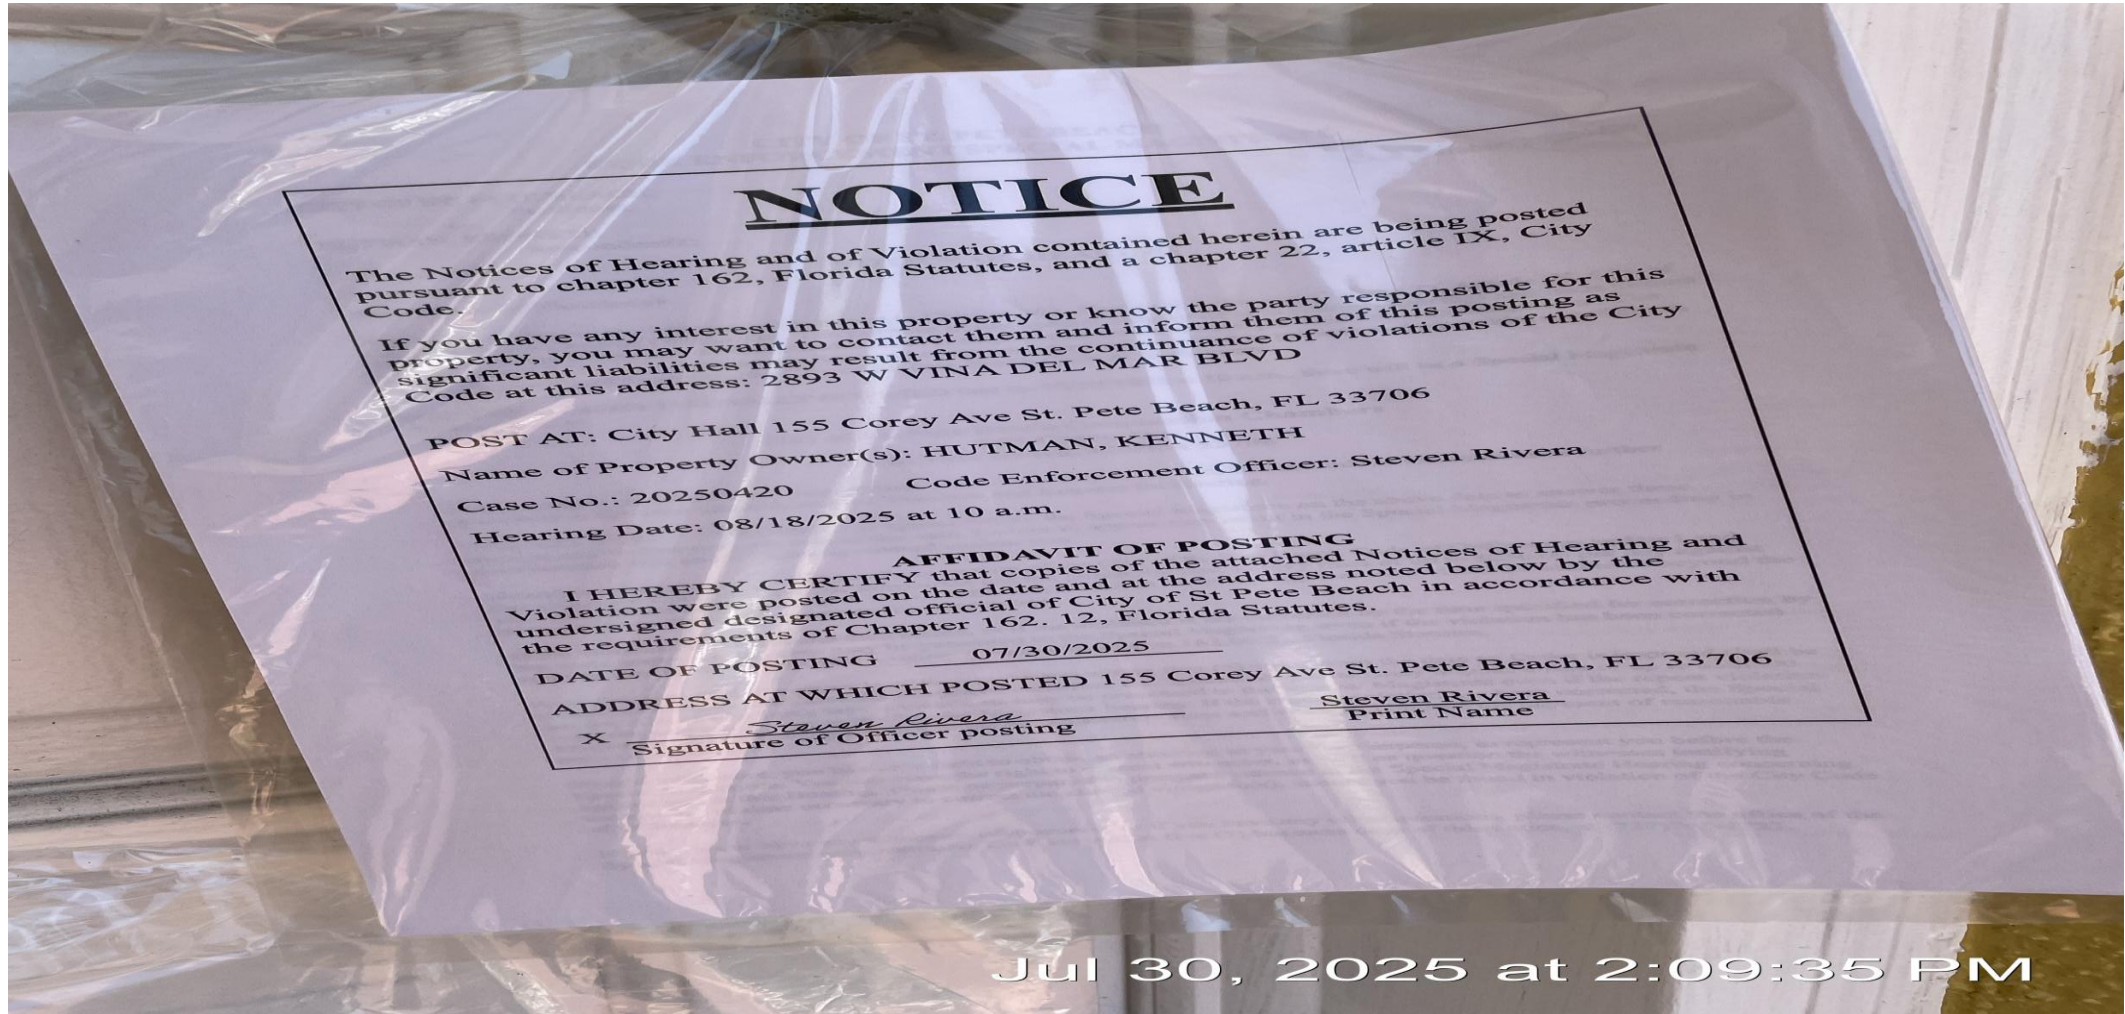 NOTICE
The Notices of Hearing and of Violation contained herein are being posted
pursuant to chapter 162, Florida Statutes, and a chapter 22, article IX, City
Code.
If you have any interest in this property or know the party responsible for this
property, you may want to contact them and inform them of this posting as
significant liabilities may result from the continuance of violations of the City
Code at this address: 2893 W VINA DEL MAR BLVD
POST AT: City Hall 155 Corey Ave St. Pete Beach, FL 33706
Name of Property Owner(s): HUTMAN, KENNETH
Case No.: 20250420 Code Enforcement Officer: Steven Rivera
Hearing Date: 08/18/2025 at 10 a.m.
AFFIDAVIT OF POSTING
I HEREBY CERTIFY that copies of the attached Notices of Hearing and
Violation were posted on the date and at the address noted below by the
undersigned designated official of City of St Pete Beach in accordance with
the requirements of Chapter 162. 12, Florida Statutes.
DATE OF POSTING 07/30/2025
ADDRESS AT WHICH POSTED 155 Corey Ave St. Pete Beach, FL 33706
X Steven Rivera Steven Rivera
Signature of Officer posting Print Name
Jul 30, 2025 at 2:09:35 PM